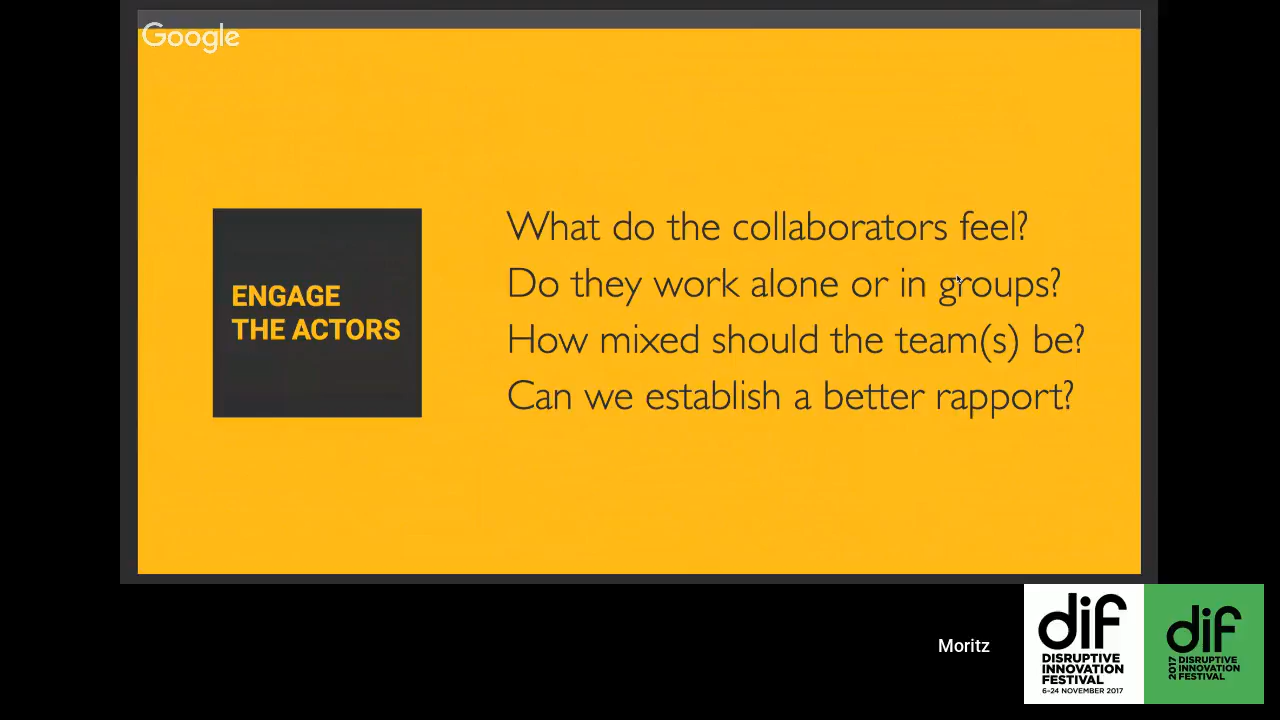 Google
ENGAGE
THE ACTORS
What do the collaborators feel?
Do they work alone or in groups?
How mixed should the team(s) be?
Can we establish a better rapport?
Moritz
dif
DISRUPTIVE
INNOVATION
FESTIVAL
6-24 NOVEMBER 2017
dif
2017
DISRUPTIVE
INNOVATION
FESTIVAL